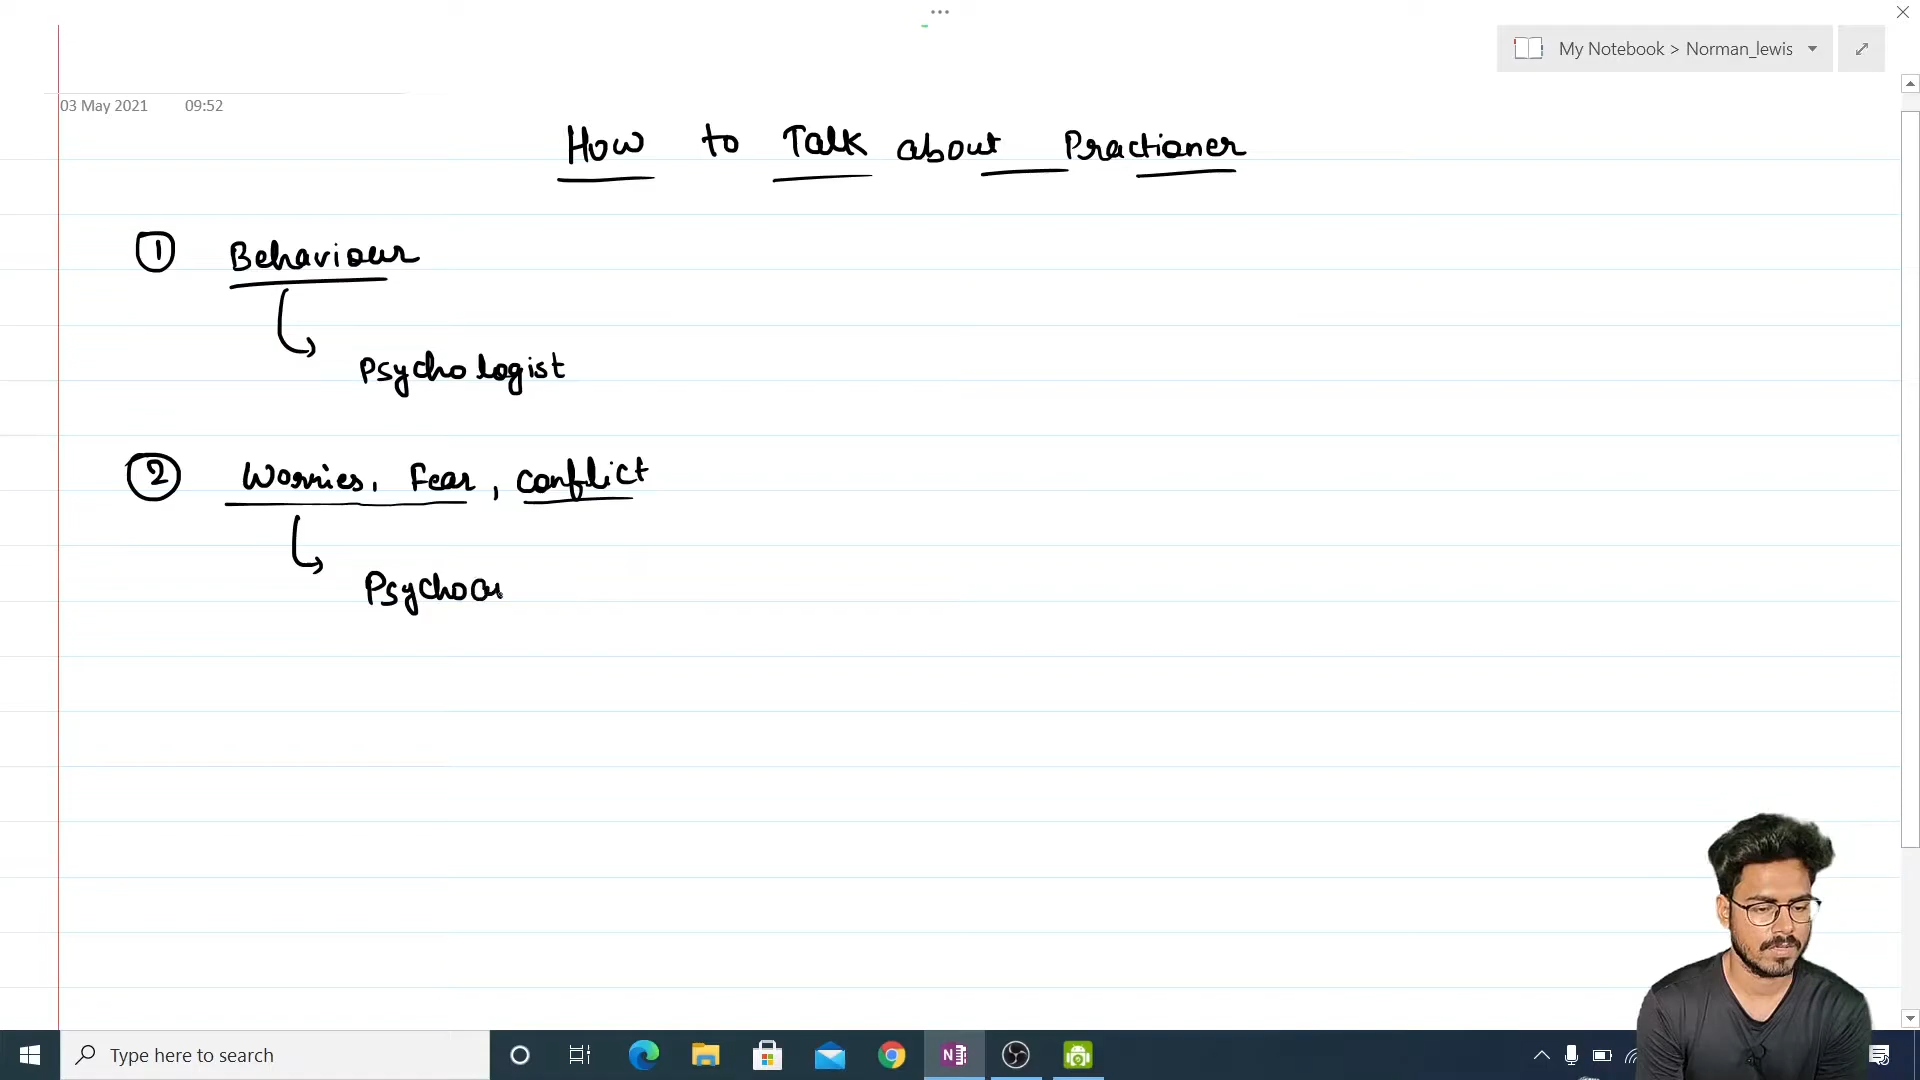 My Notebook > Norman_lewis
03 May 2021 09:52
How to Talk about Practioner
1 Behaviour
Psychologist
2 Worries, Fear, conflict
Psychoan
Type here to search